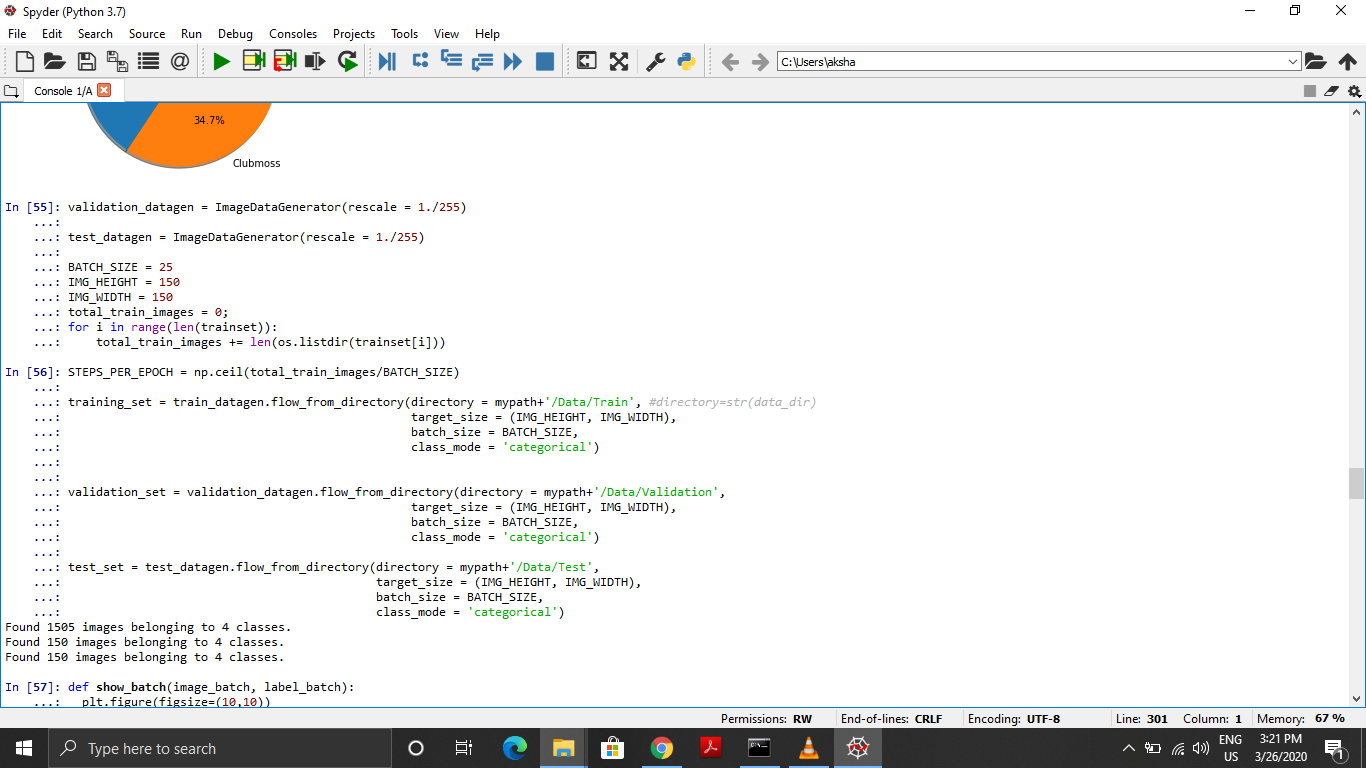 Spyder (Python 3.7)
File Edit Search Source Run Debug Consoles Projects Tools View Help
C:\Users\aksha
Console 1/A
34.7%
Clubmoss
In [55]: validation_datagen = ImageDataGenerator(rescale = 1./255)
...:
...: test_datagen = ImageDataGenerator(rescale = 1./255)
...:
...: BATCH_SIZE = 25
...: IMG_HEIGHT = 150
...: IMG_WIDTH = 150
...: total_train_images = 0;
...: for i in range(len(trainset)):
...:     total_train_images += len(os.listdir(trainset[i]))
In [56]: STEPS_PER_EPOCH = np.ceil(total_train_images/BATCH_SIZE)
...:
...: training_set = train_datagen.flow_from_directory(directory = mypath+'/Data/Train', #directory=str(data_dir)
...: target_size = (IMG_HEIGHT, IMG_WIDTH),
...: batch_size = BATCH_SIZE,
...: class_mode = 'categorical')
...:
...:
...: validation_set = validation_datagen.flow_from_directory(directory = mypath+'/Data/Validation',
...: target_size = (IMG_HEIGHT, IMG_WIDTH),
...: batch_size = BATCH_SIZE,
...: class_mode = 'categorical')
...:
...: test_set = test_datagen.flow_from_directory(directory = mypath+'/Data/Test',
...: target_size = (IMG_HEIGHT, IMG_WIDTH),
...: batch_size = BATCH_SIZE,
...: class_mode = 'categorical')
Found 1505 images belonging to 4 classes.
Found 150 images belonging to 4 classes.
Found 150 images belonging to 4 classes.
In [57]: def show_batch(image_batch, label_batch):
...:   plt.figure(figsize=(10,10))
Permissions: RW End-of-lines: CRLF Encoding: UTF-8 Line: 301 Column: 1 Memory: 67 %
Type here to search
ENG
US
3:21 PM
3/26/2020
1